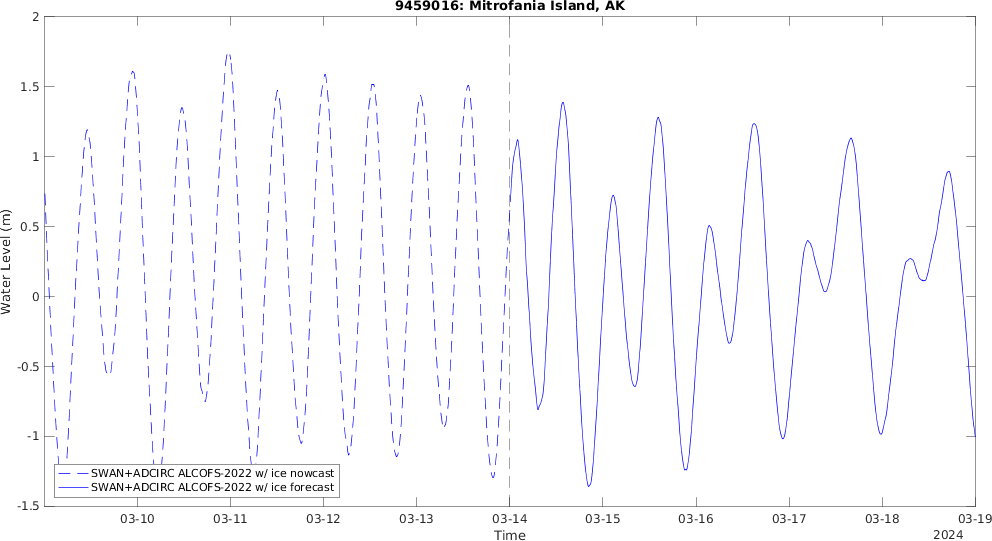 9459016: Mitrofania Island, AK
Water Level (m)
2
1.5
1
0.5
0
-0.5
-1
-1.5
SWAN+ADCIRC ALCOFS-2022 w/ ice nowcast
SWAN+ADCIRC ALCOFS-2022 w/ ice forecast
03-10 03-11 03-12 03-13 03-14 03-15 03-16 03-17 03-18 03-19
Time
2024